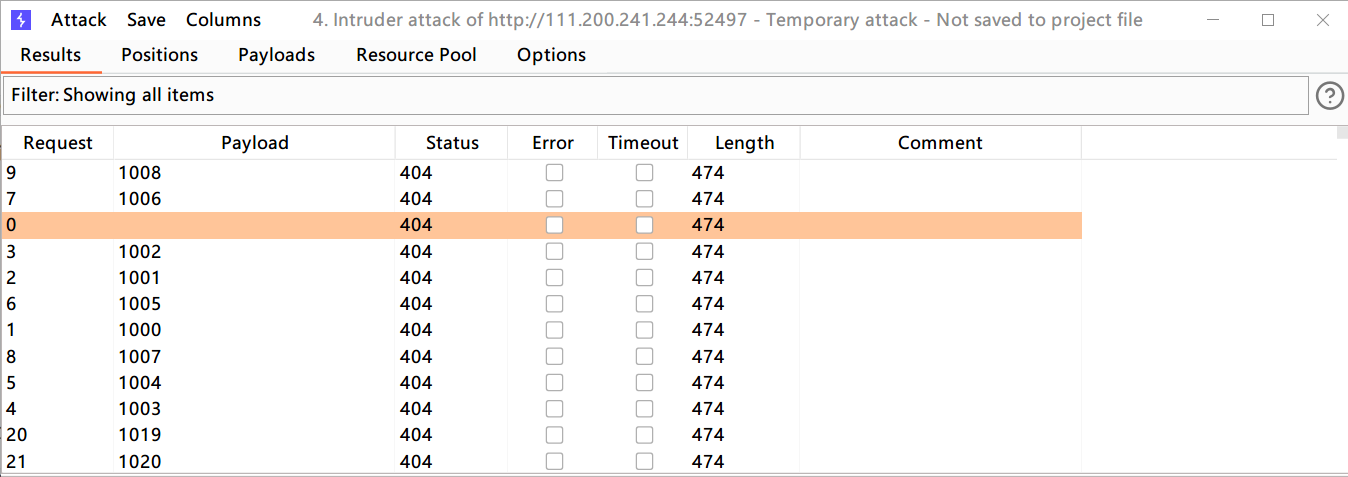 Attack Save Columns 4. Intruder attack of http://111.200.241.244:52497 - Temporary attack - Not saved to project file
Results Positions Payloads Resource Pool Options
Filter: Showing all items ?
Request Payload Status Error Timeout Length Comment
9 1008 404 474
7 1006 404 474
0 404 474
3 1002 404 474
2 1001 404 474
6 1005 404 474
1 1000 404 474
8 1007 404 474
5 1004 404 474
4 1003 404 474
20 1019 404 474
21 1020 404 474